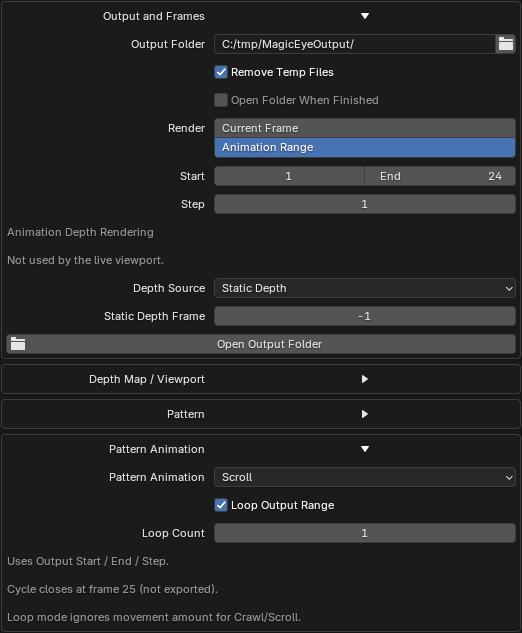 Output and Frames
Output Folder C:/tmp/MagicEyeOutput/
Remove Temp Files
Open Folder When Finished
Render Current Frame
Animation Range
Start 1 End 24
Step 1
Animation Depth Rendering
Not used by the live viewport.
Depth Source Static Depth
Static Depth Frame -1
Open Output Folder
Depth Map / Viewport
Pattern
Pattern Animation
Pattern Animation Scroll
Loop Output Range
Loop Count 1
Uses Output Start / End / Step.
Cycle closes at frame 25 (not exported).
Loop mode ignores movement amount for Crawl/Scroll.